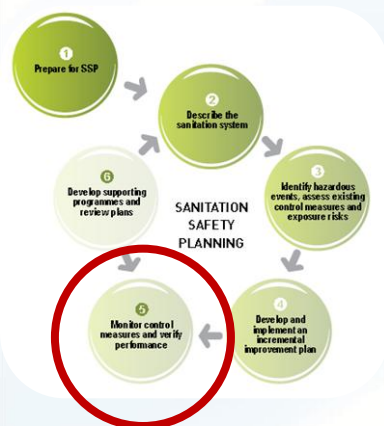 1
Prepare for SSP
2
Describe the
sanitation system
3
Identify hazardous
events, assess existing
control measures and
exposure risks
4
Develop and
implement an
incremental
improvement plan
5
Monitor control
measures and verify
performance
6
Develop supporting
programmes and
review plans
SANITATION
SAFETY
PLANNING